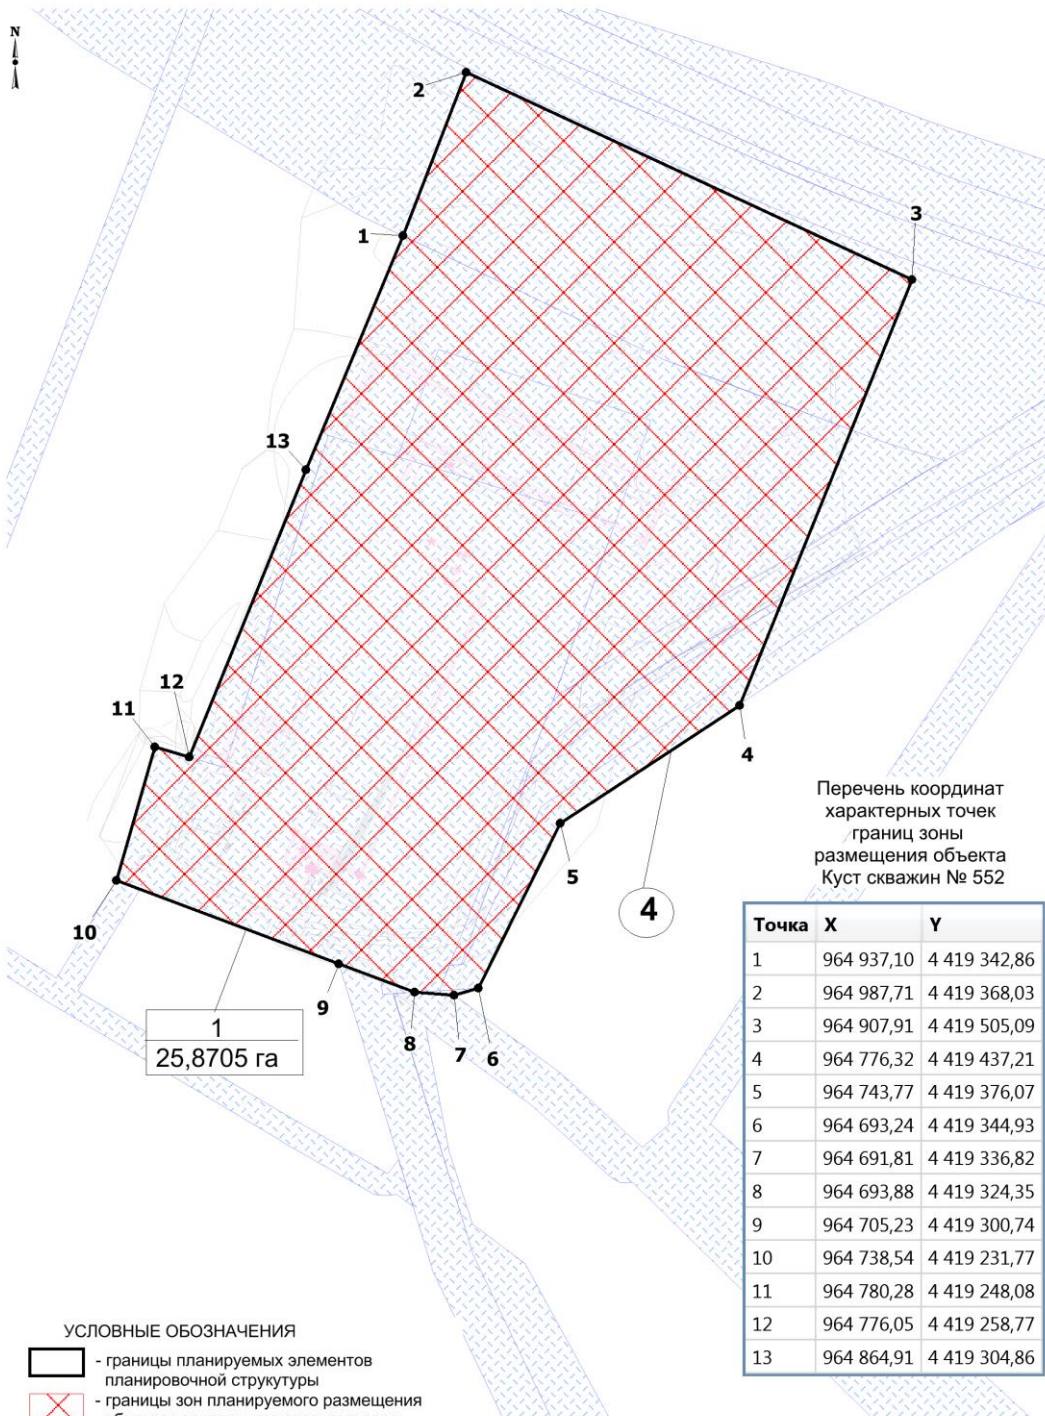 N
2
3
1
13
12
11
4
5
4
10
9
8
7
6
1
25,8705 га
Перечень координат
характерных точек
границ зоны
размещения объекта
Куст скважин № 552
Точка X Y
1 964 937,10 4 419 342,86
2 964 987,71 4 419 368,03
3 964 907,91 4 419 505,09
4 964 776,32 4 419 437,21
5 964 743,77 4 419 376,07
6 964 693,24 4 419 344,93
7 964 691,81 4 419 336,82
8 964 693,88 4 419 324,35
9 964 705,23 4 419 300,74
10 964 738,54 4 419 231,77
11 964 780,28 4 419 248,08
12 964 776,05 4 419 258,77
13 964 864,91 4 419 304,86
УСЛОВНЫЕ ОБОЗНАЧЕНИЯ
- границы планируемых элементов
планировочной струкутуры
- границы зон планируемого размещения